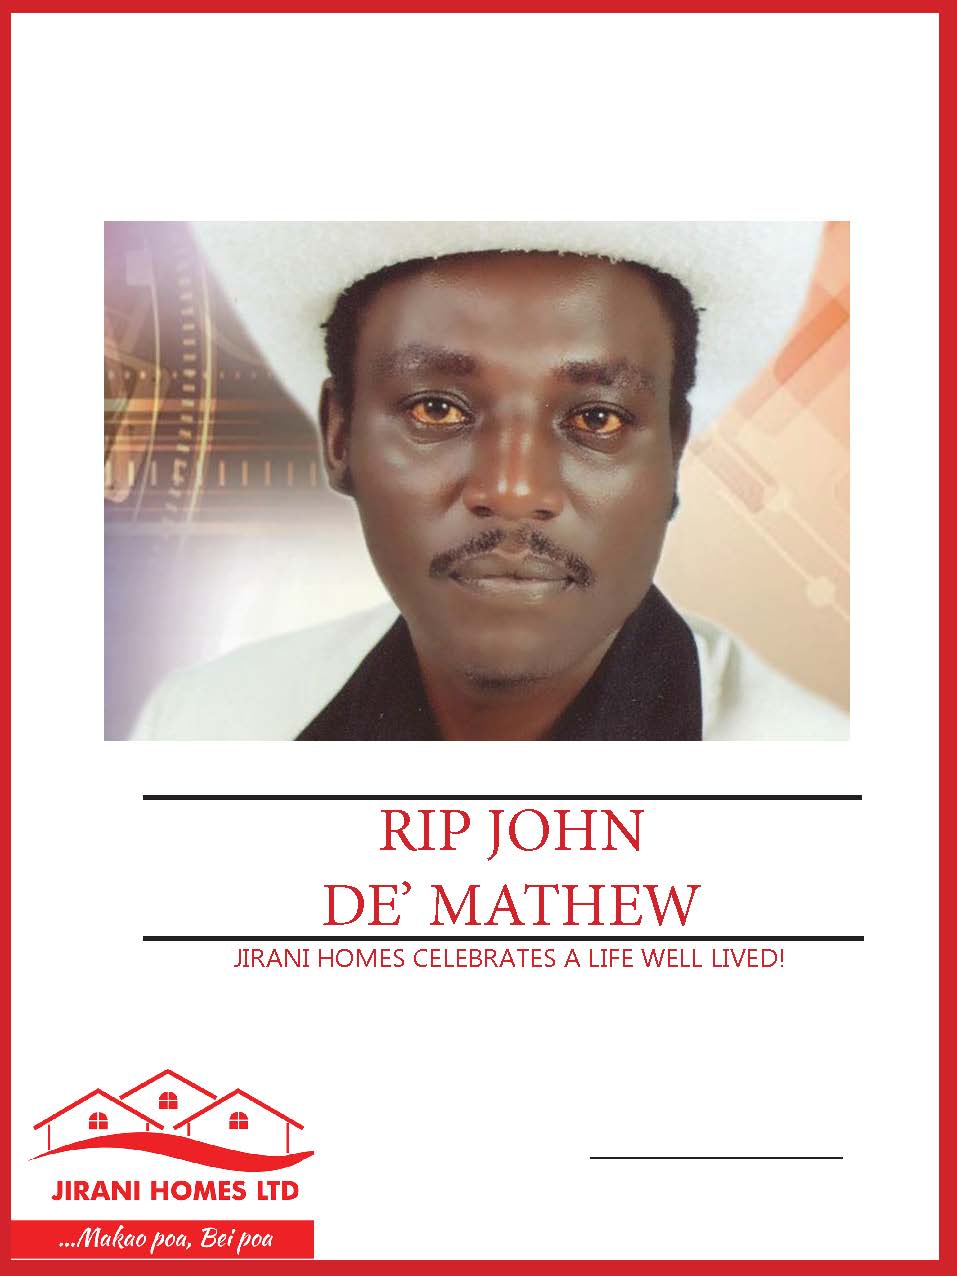 RIP JOHN
DE’ MATHEW
JIRANI HOMES CELEBRATES A LIFE WELL LIVED!
JIRANI HOMES LTD
...Makao poa, Bei poa